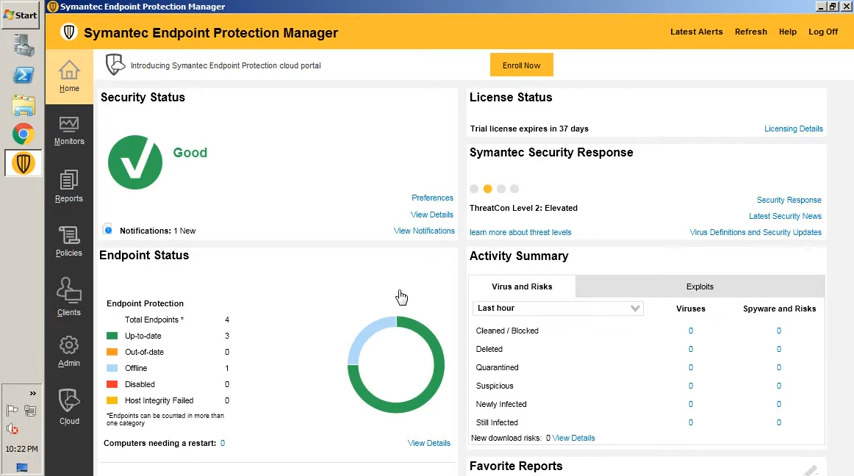 Start
Symantec Endpoint Protection Manager
Symantec Endpoint Protection Manager
Latest Alerts Refresh Help Log Off
Home
Monitors
Reports
Policies
Clients
Admin
Cloud
Introducing Symantec Endpoint Protection cloud portal
Enroll Now
Security Status
Good
Preferences
View Details
Notifications: 1 New
View Notifications
Endpoint Status
Endpoint Protection
Total Endpoints * 4
Up-to-date 3
Out-of-date 0
Offline 1
Disabled 0
Host Integrity Failed 0
*Endpoints can be counted in more than
one category
Computers needing a restart: 0
View Details
License Status
Trial license expires in 37 days
Licensing Details
Symantec Security Response
ThreatCon Level 2: Elevated
Security Response
Latest Security News
learn more about threat levels
Virus Definitions and Security Updates
Activity Summary
Virus and Risks Exploits
Last hour Viruses Spyware and Risks
Cleaned / Blocked 0 0
Deleted 0 0
Quarantined 0 0
Suspicious 0 0
Newly Infected 0 0
Still Infected 0 0
New download risks: 0 View Details
Favorite Reports
10:22 PM